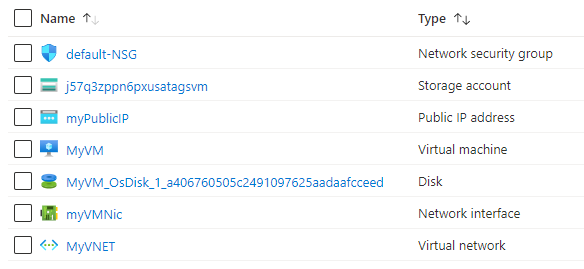 Name ↑↓ Type ↑↓
default-NSG Network security group
j57q3zppn6pxusatagsvm Storage account
myPublicIP Public IP address
MyVM Virtual machine
MyVM_OsDisk_1_a406760505c2491097625aadaafcceed Disk
myVMNic Network interface
MyVNET Virtual network